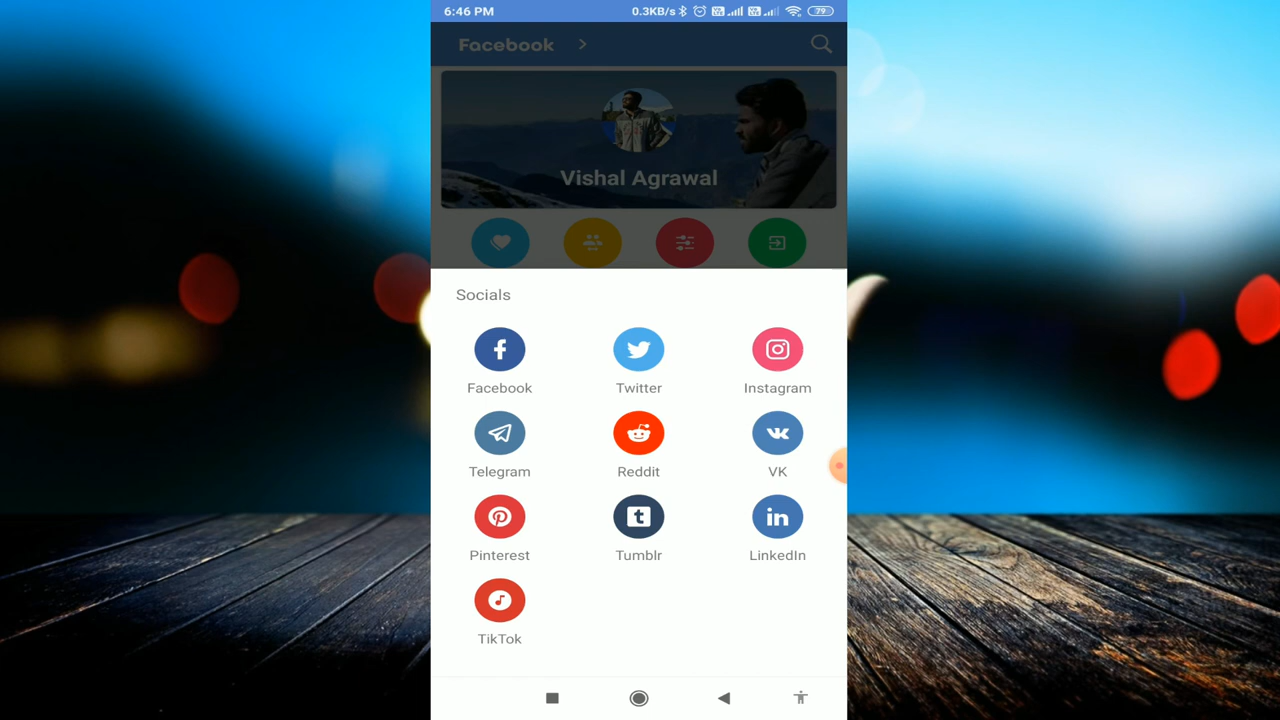 6:46 PM 0.3KB/s 79
Facebook
Vishal Agrawal
Socials
Facebook Twitter Instagram
Telegram Reddit VK
Pinterest Tumblr LinkedIn
TikTok